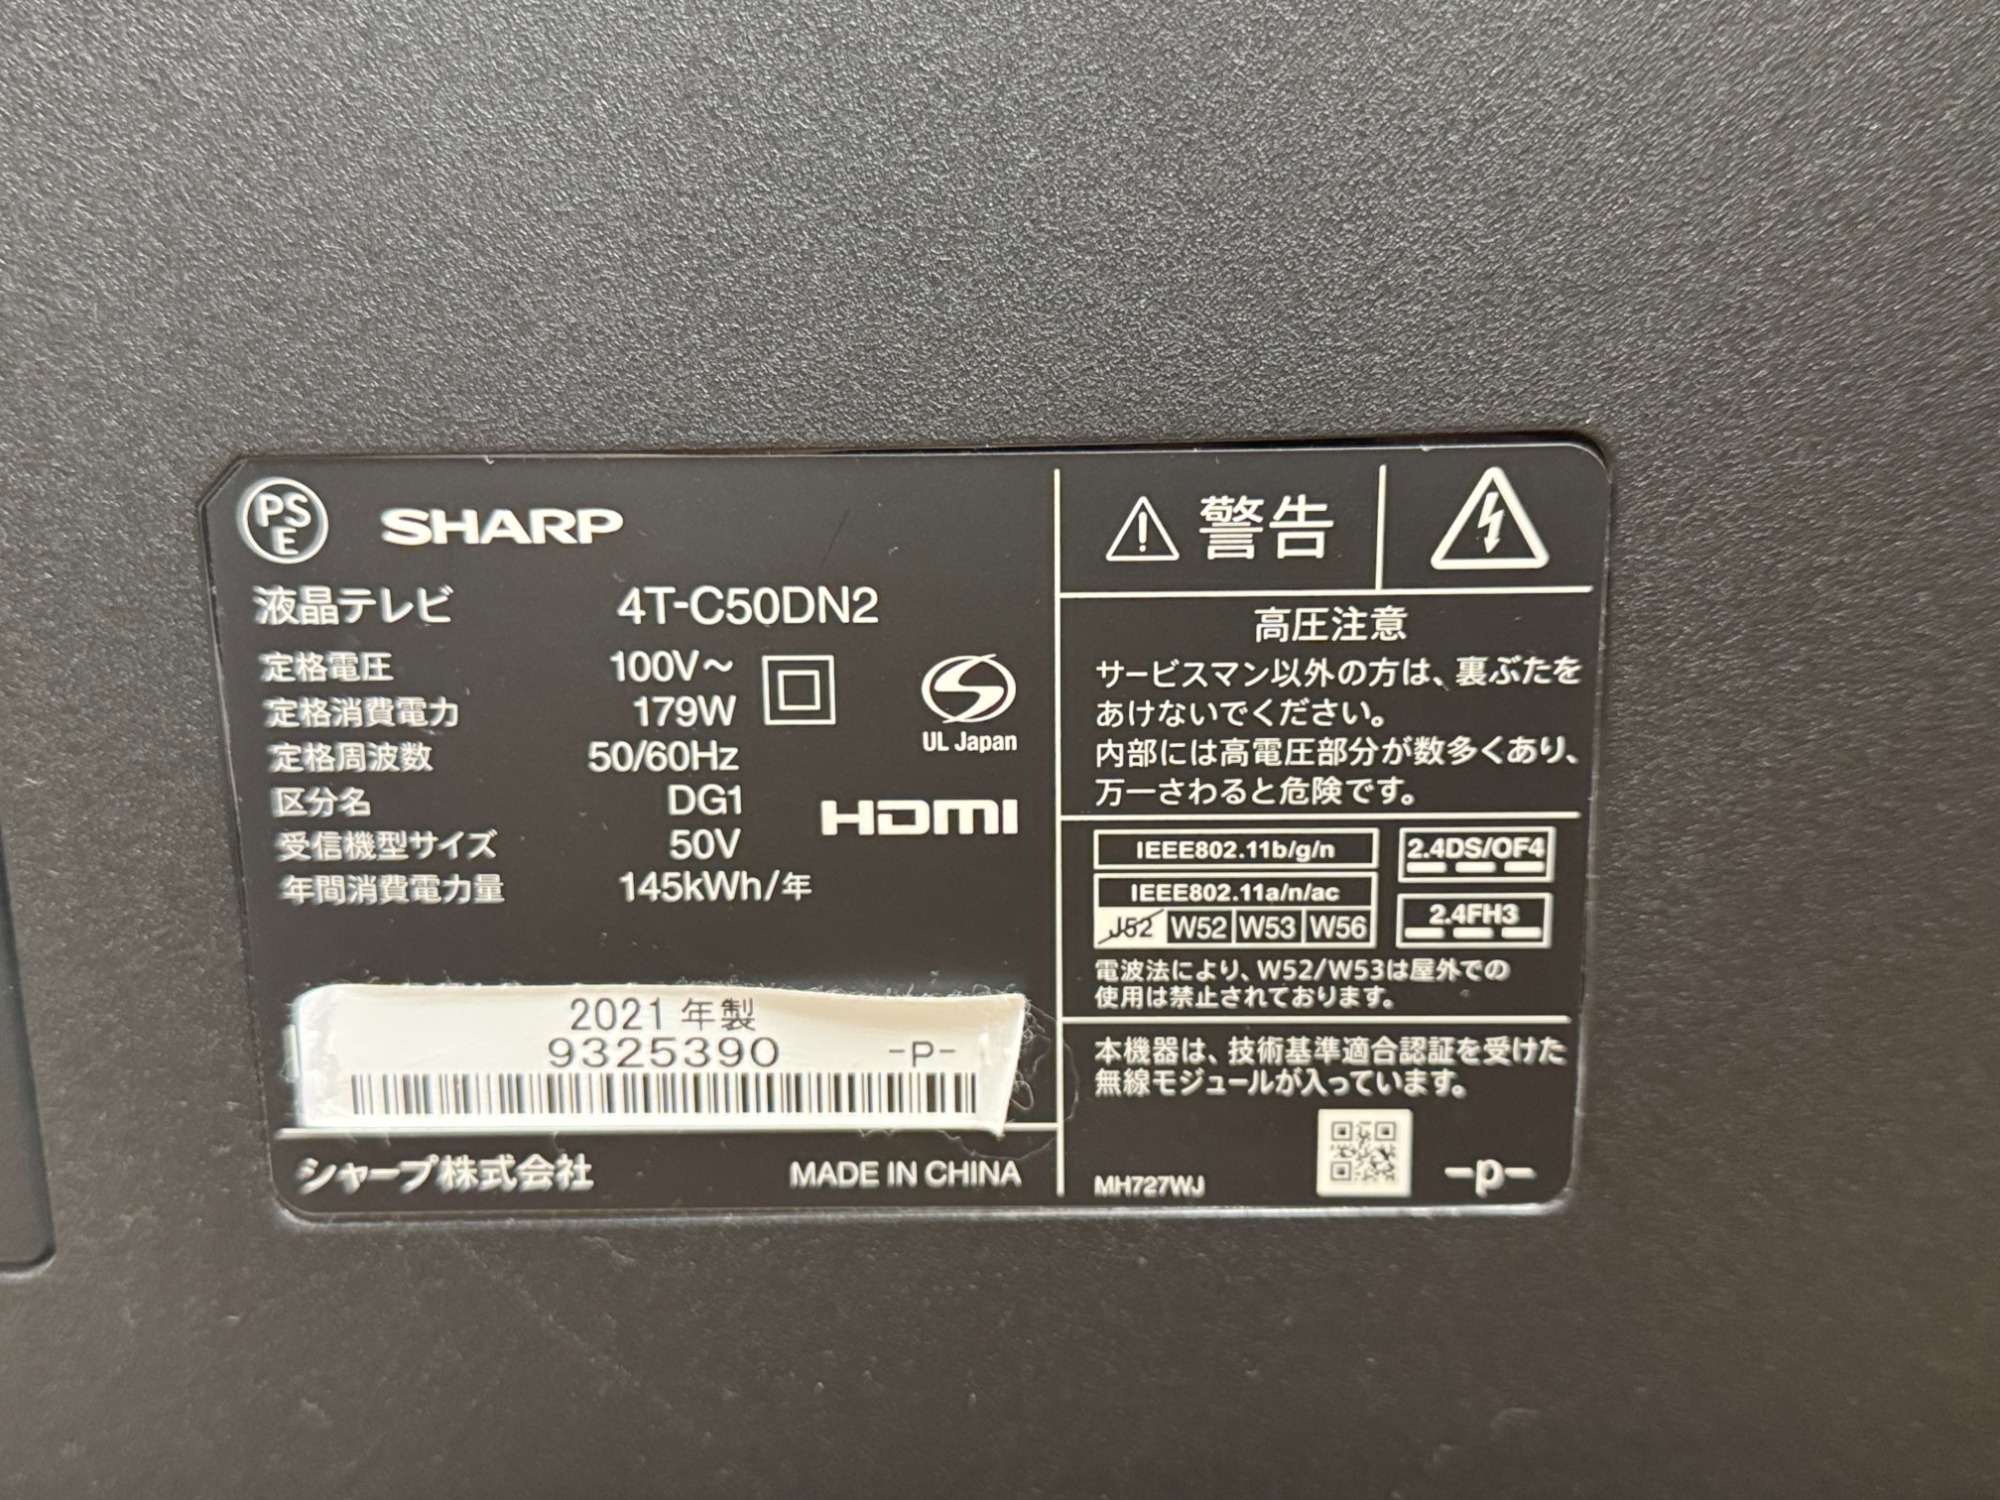 PSE SHARP
液晶テレビ 4T-C50DN2
定格電圧 100V～
定格消費電力 179W
定格周波数 50/60Hz
区分名 DG1
受信機型サイズ 50V
年間消費電力量 145kWh/年
UL Japan
HDMI
2021 年製
9325390 -P-
シャープ株式会社 MADE IN CHINA
警告
高圧注意
サービスマン以外の方は、裏ぶたを
あけないでください。
内部には高電圧部分が数多くあり、
万一さわると危険です。
IEEE802.11b/g/n 2.4DS/OF4
IEEE802.11a/n/ac
J52 W52 W53 W56 2.4FH3
電波法により、W52/W53は屋外での
使用は禁止されております。
本機器は、技術基準適合認証を受けた
無線モジュールが入っています。
MH727WJ -p-